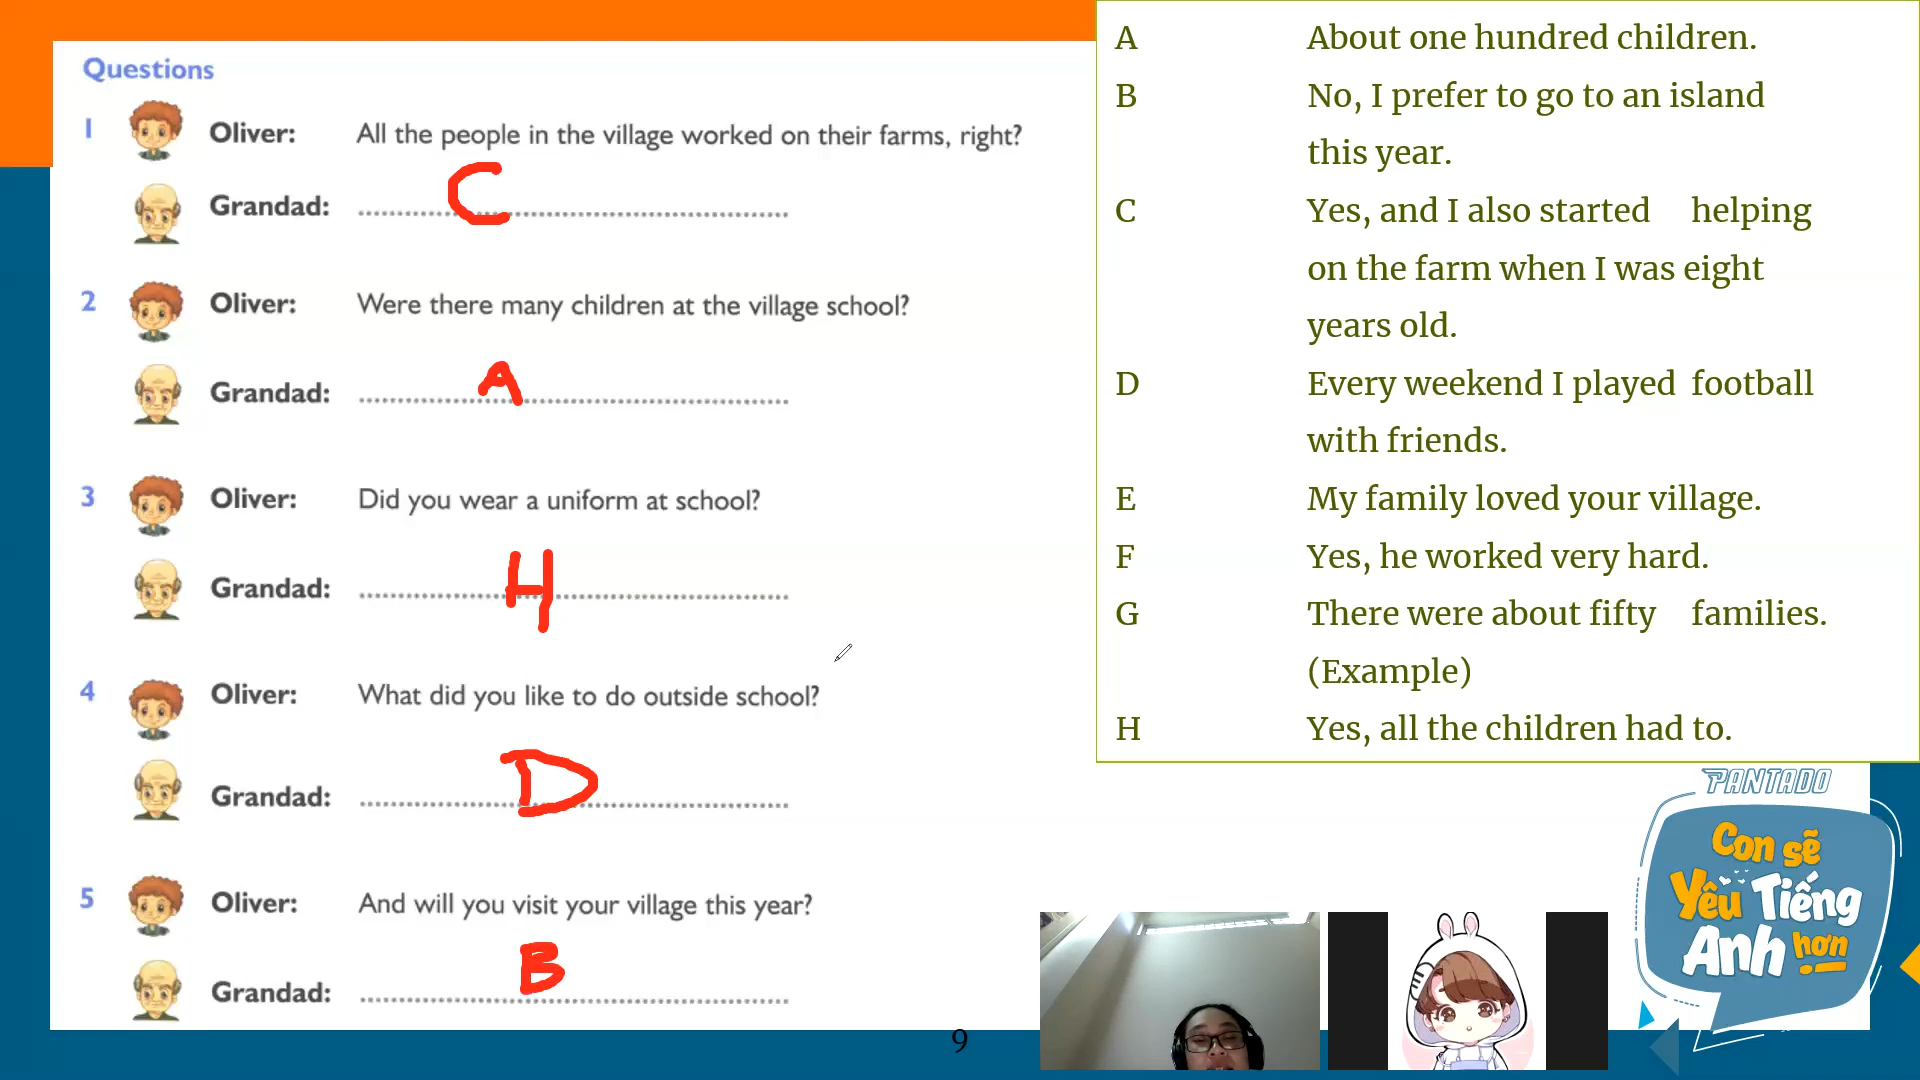 Questions
1 Oliver: All the people in the village worked on their farms, right?
Grandad: C
2 Oliver: Were there many children at the village school?
Grandad: A
3 Oliver: Did you wear a uniform at school?
Grandad: H
4 Oliver: What did you like to do outside school?
Grandad: D
5 Oliver: And will you visit your village this year?
Grandad: B
A About one hundred children.
B No, I prefer to go to an island
this year.
C Yes, and I also started helping
on the farm when I was eight
years old.
D Every weekend I played football
with friends.
E My family loved your village.
F Yes, he worked very hard.
G There were about fifty families.
(Example)
H Yes, all the children had to.
PANTADO
Con sẽ
Yêu Tiếng
Anh hơn
9